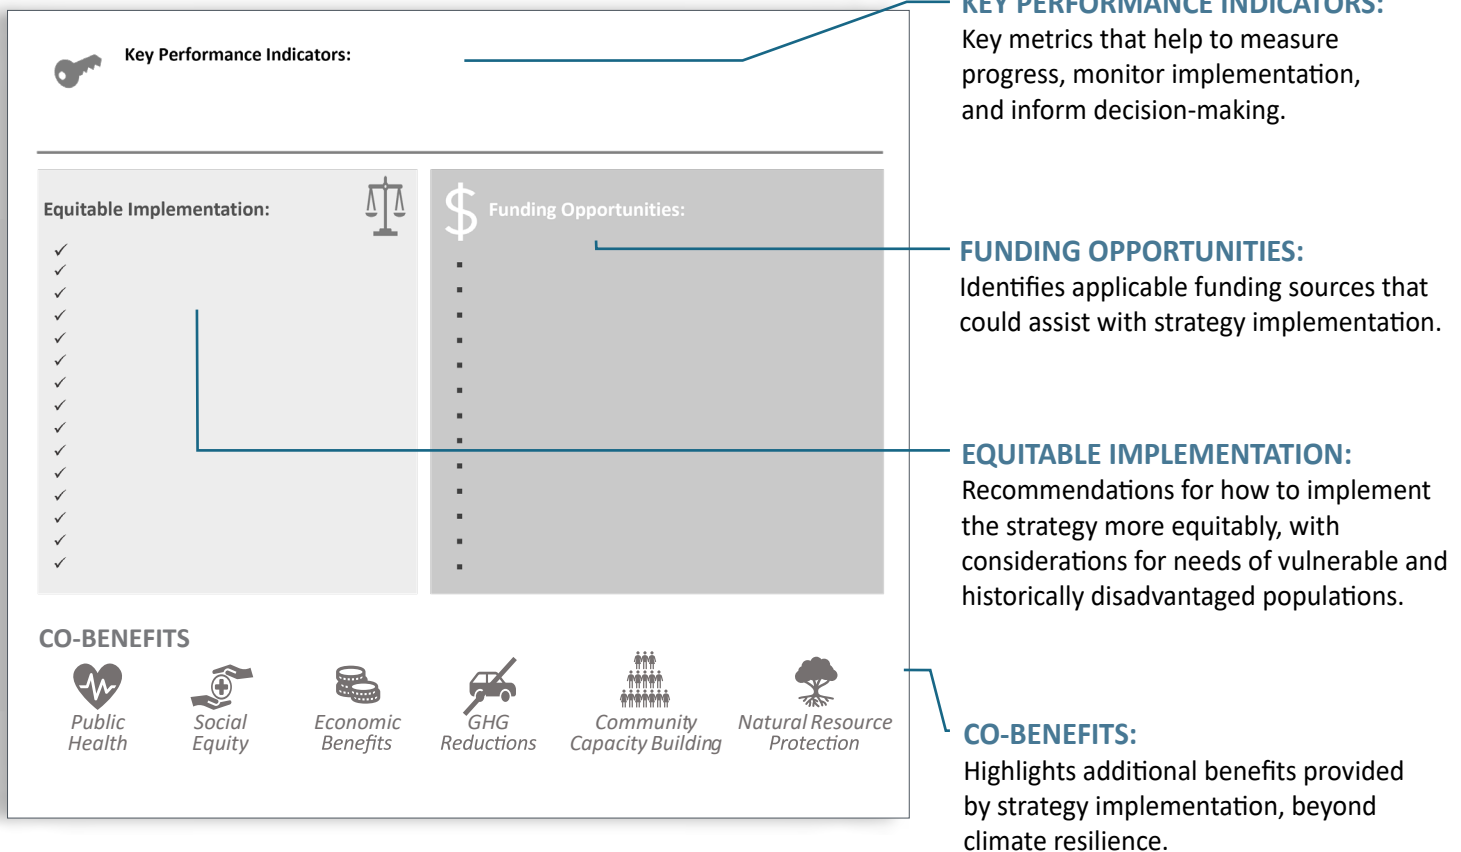 Key Performance Indicators:
Equitable Implementation:
$ Funding Opportunities:
CO-BENEFITS
Public
Health
Social
Equity
Economic
Benefits
GHG
Reductions
Community
Capacity Building
Natural Resource
Protection
KEY PERFORMANCE INDICATORS:
Key metrics that help to measure
progress, monitor implementation,
and inform decision-making.
FUNDING OPPORTUNITIES:
Identifies applicable funding sources that
could assist with strategy implementation.
EQUITABLE IMPLEMENTATION:
Recommendations for how to implement
the strategy more equitably, with
considerations for needs of vulnerable and
historically disadvantaged populations.
CO-BENEFITS:
Highlights additional benefits provided
by strategy implementation, beyond
climate resilience.